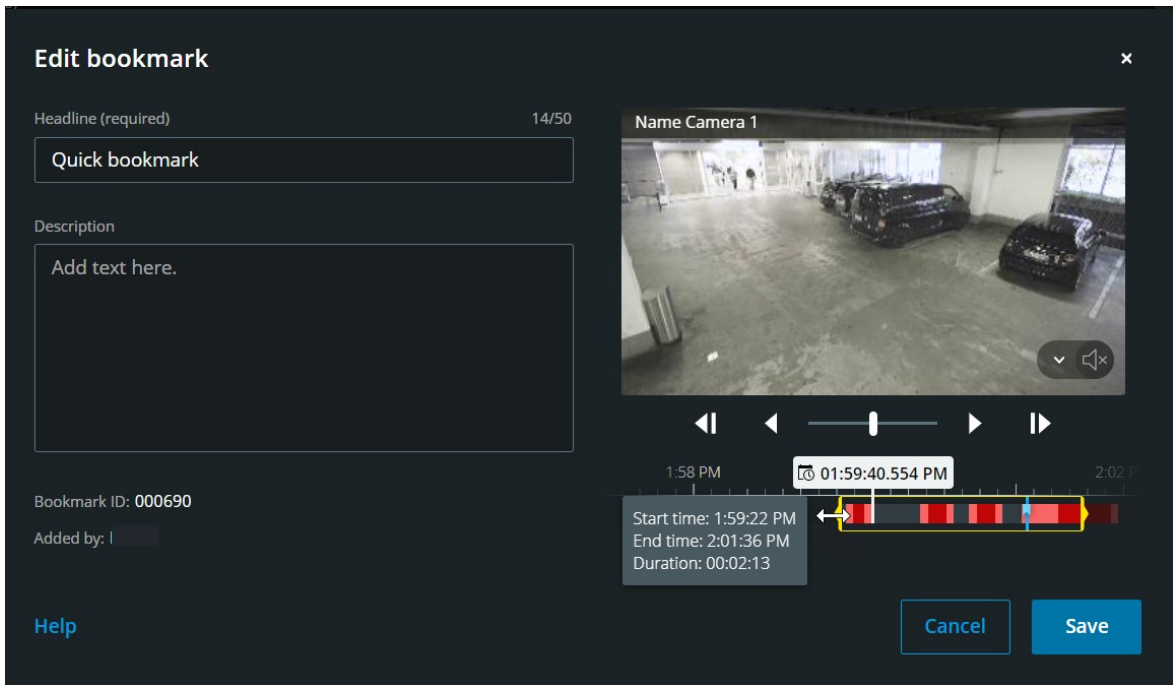 Edit bookmark
Headline (required) 14/50
Quick bookmark
Description
Add text here.
Bookmark ID: 000690
Added by:
Help
Name Camera 1
1:58 PM 01:59:40.554 PM 2:02
Start time: 1:59:22 PM
End time: 2:01:36 PM
Duration: 00:02:13
Cancel Save